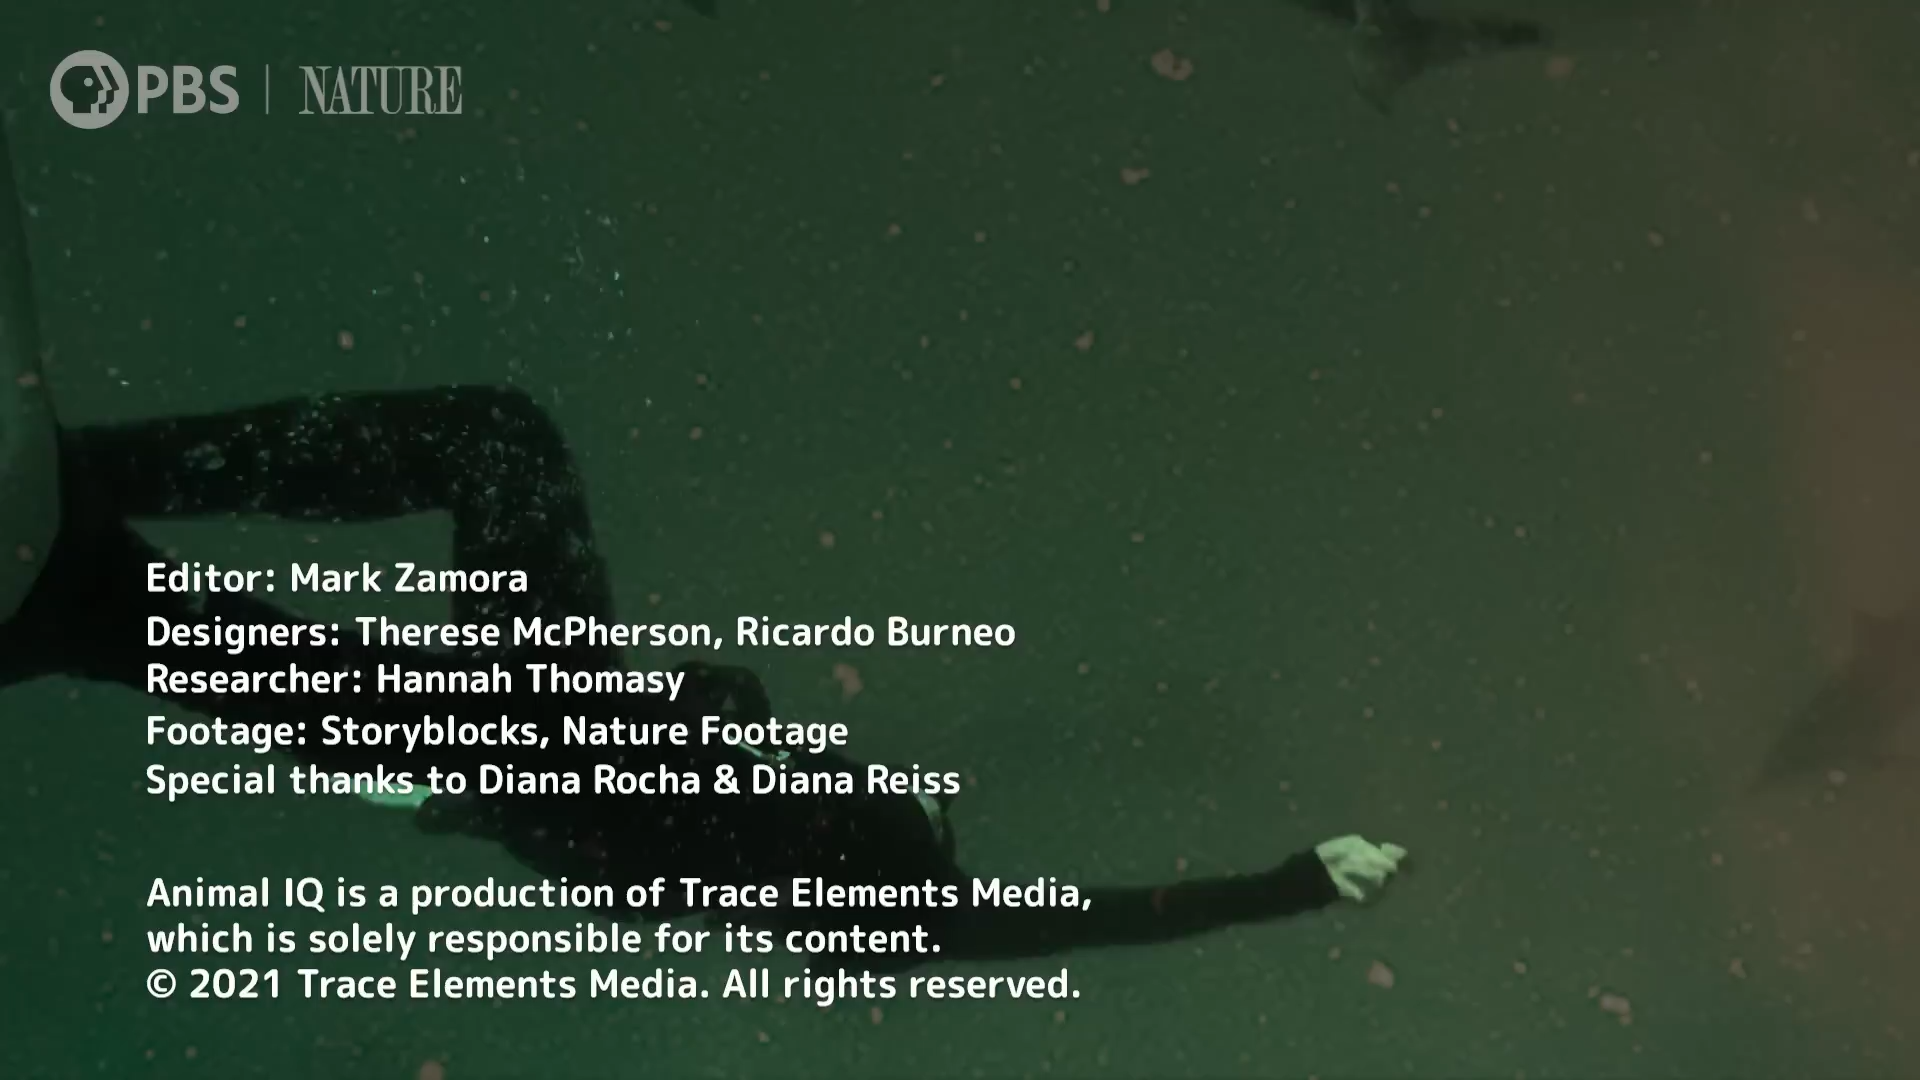 PBS | NATURE
Editor: Mark Zamora
Designers: Therese McPherson, Ricardo Burneo
Researcher: Hannah Thomasy
Footage: Storyblocks, Nature Footage
Special thanks to Diana Rocha & Diana Reiss
Animal IQ is a production of Trace Elements Media,
which is solely responsible for its content.
© 2021 Trace Elements Media. All rights reserved.